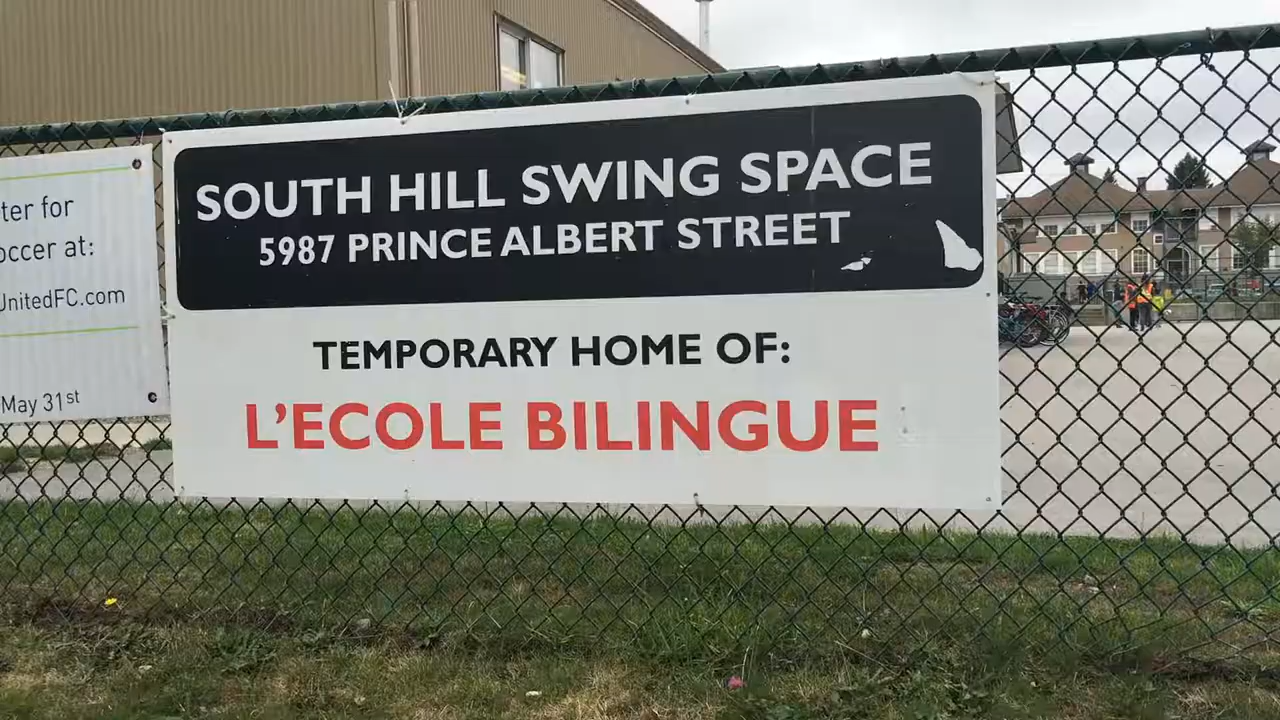 ter for
occer at:
UnitedFC.com
May 31st
SOUTH HILL SWING SPACE
5987 PRINCE ALBERT STREET
TEMPORARY HOME OF:
L'ECOLE BILINGUE